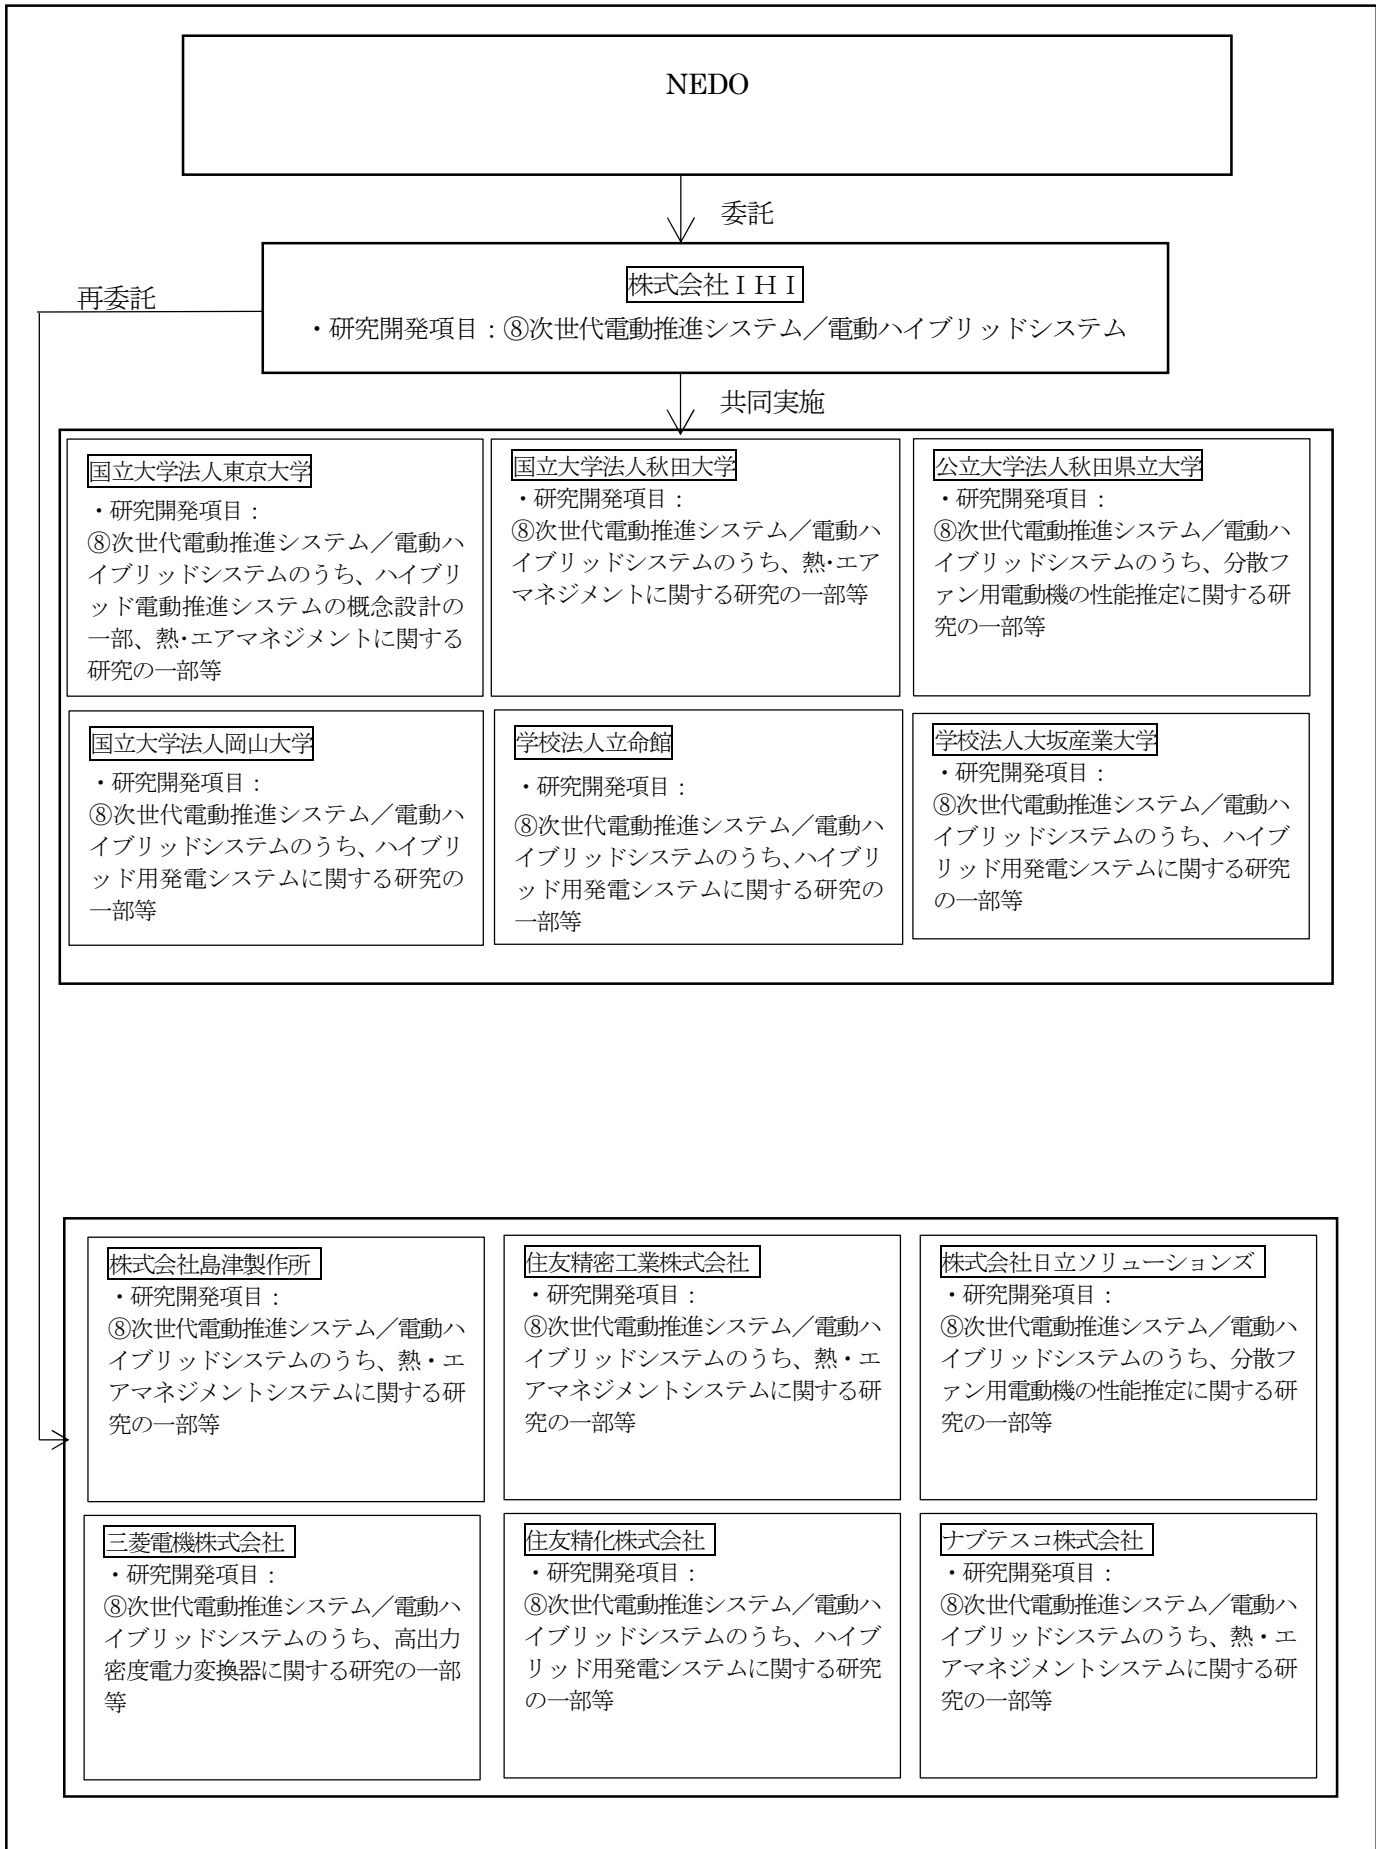 NEDO
委託
株式会社ＩＨＩ
・研究開発項目：⑧次世代電動推進システム／電動ハイブリッドシステム
再委託
共同実施
国立大学法人東京大学
・研究開発項目：
⑧次世代電動推進システム／電動ハ
イブリッドシステムのうち、ハイブリ
ッド電動推進システムの概念設計の
一部、熱・エアマネジメントに関する
研究の一部等
国立大学法人秋田大学
・研究開発項目：
⑧次世代電動推進システム／電動ハ
イブリッドシステムのうち、熱・エア
マネジメントに関する研究の一部等
公立大学法人秋田県立大学
・研究開発項目：
⑧次世代電動推進システム／電動ハ
イブリッドシステムのうち、分散フ
ァン用電動機の性能推定に関する研
究の一部等
国立大学法人岡山大学
・研究開発項目：
⑧次世代電動推進システム／電動ハ
イブリッドシステムのうち、ハイブリ
ッド用発電システムに関する研究の
一部等
学校法人立命館
・研究開発項目：
⑧次世代電動推進システム／電動ハ
イブリッドシステムのうち、ハイブリ
ッド用発電システムに関する研究の
一部等
学校法人大坂産業大学
・研究開発項目：
⑧次世代電動推進システム／電動ハ
イブリッドシステムのうち、ハイブ
リッド用発電システムに関する研究
の一部等
株式会社島津製作所
・研究開発項目：
⑧次世代電動推進システム／電動ハ
イブリッドシステムのうち、熱・エ
アマネジメントシステムに関する研
究の一部等
住友精密工業株式会社
・研究開発項目：
⑧次世代電動推進システム／電動ハ
イブリッドシステムのうち、熱・エ
アマネジメントシステムに関する研
究の一部等
株式会社日立ソリューションズ
・研究開発項目：
⑧次世代電動推進システム／電動ハ
イブリッドシステムのうち、分散フ
ァン用電動機の性能推定に関する研
究の一部等
三菱電機株式会社
・研究開発項目：
⑧次世代電動推進システム／電動ハ
イブリッドシステムのうち、高出力
密度電力変換器に関する研究の一部
等
住友精化株式会社
・研究開発項目：
⑧次世代電動推進システム／電動ハ
イブリッドシステムのうち、ハイブ
リッド用発電システムに関する研究
の一部等
ナブテスコ株式会社
・研究開発項目：
⑧次世代電動推進システム／電動ハ
イブリッドシステムのうち、熱・エ
アマネジメントシステムに関する研
究の一部等